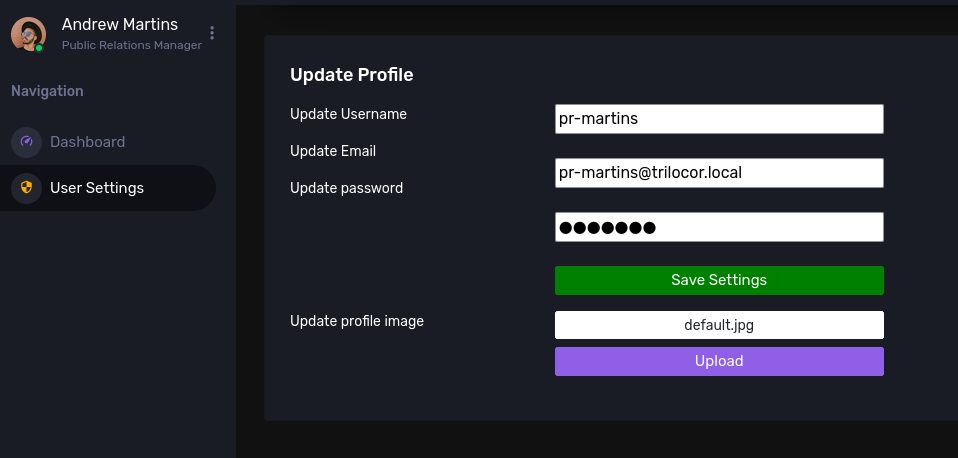 Andrew Martins
Public Relations Manager
Navigation
Dashboard
User Settings
Update Profile
Update Username
pr-martins
Update Email
pr-martins@trilocor.local
Update password
●●●●●●●
Save Settings
Update profile image
default.jpg
Upload